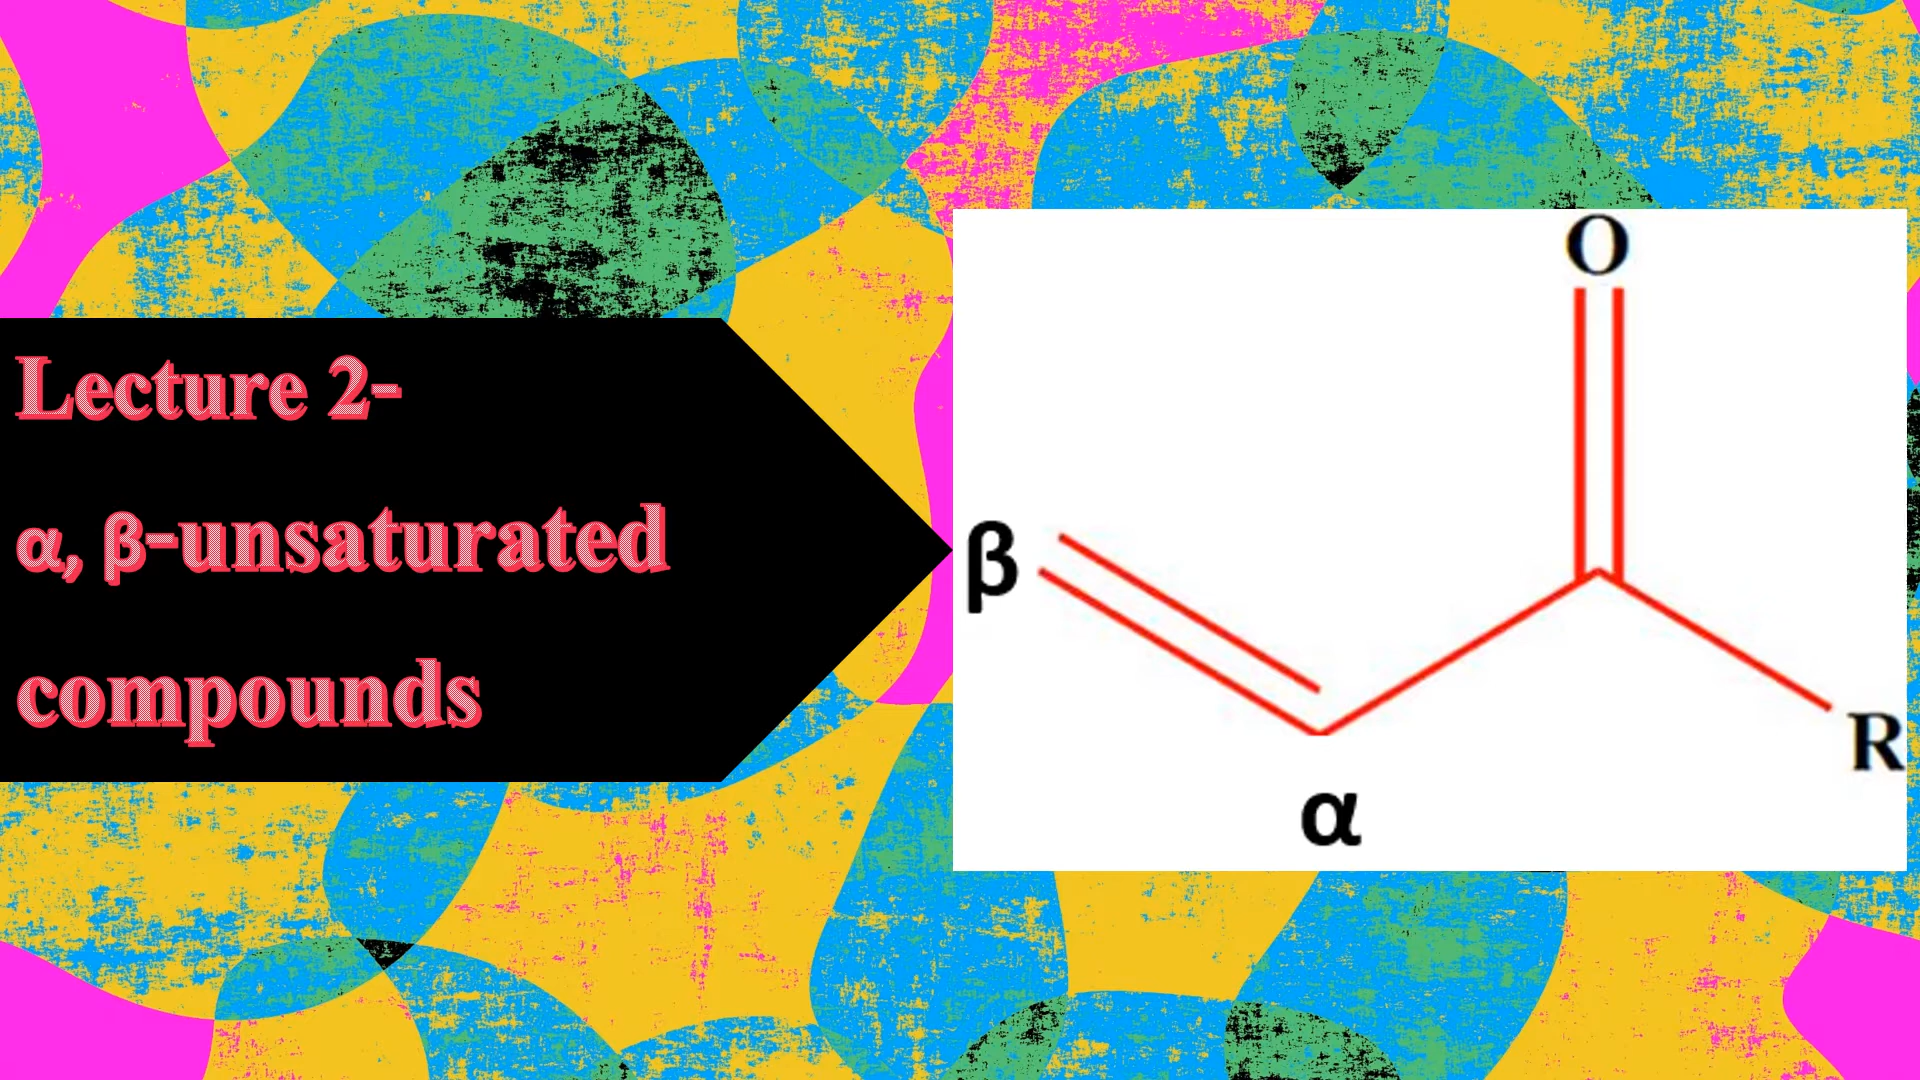 Lecture 2-
α, β-unsaturated
compounds
O
β
R
α